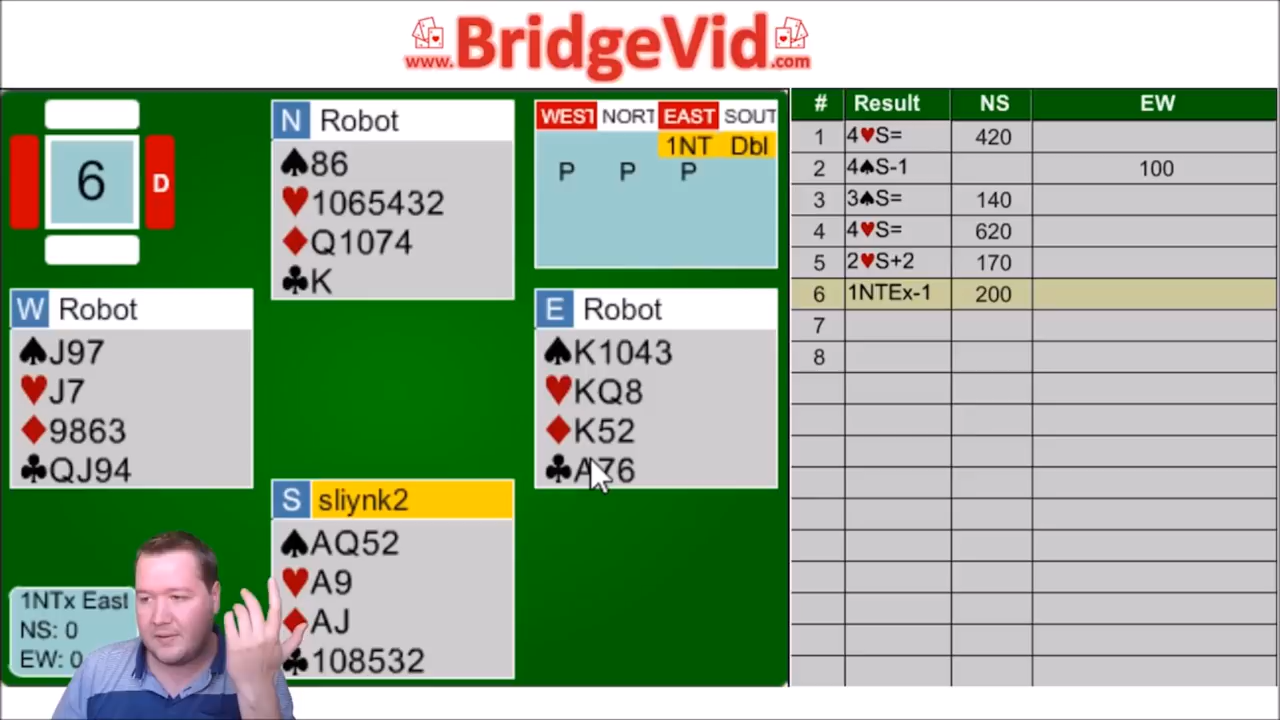 www.BridgeVid.com
6
D
N Robot
♠86
♥1065432
♦Q1074
♣K
WEST NORT EAST SOUT
1NT Dbl
P P P
W Robot
♠J97
♥J7
♦9863
♣QJ94
E Robot
♠K1043
♥KQ8
♦K52
♣A76
S sliynk2
♠AQ52
♥A9
♦AJ
♣108532
1NTx East
NS: 0
EW: 0
# Result NS EW
1 4♥S= 420
2 4♠S-1 100
3 3♠S= 140
4 4♥S= 620
5 2♥S+2 170
6 1NTEx-1 200
7
8